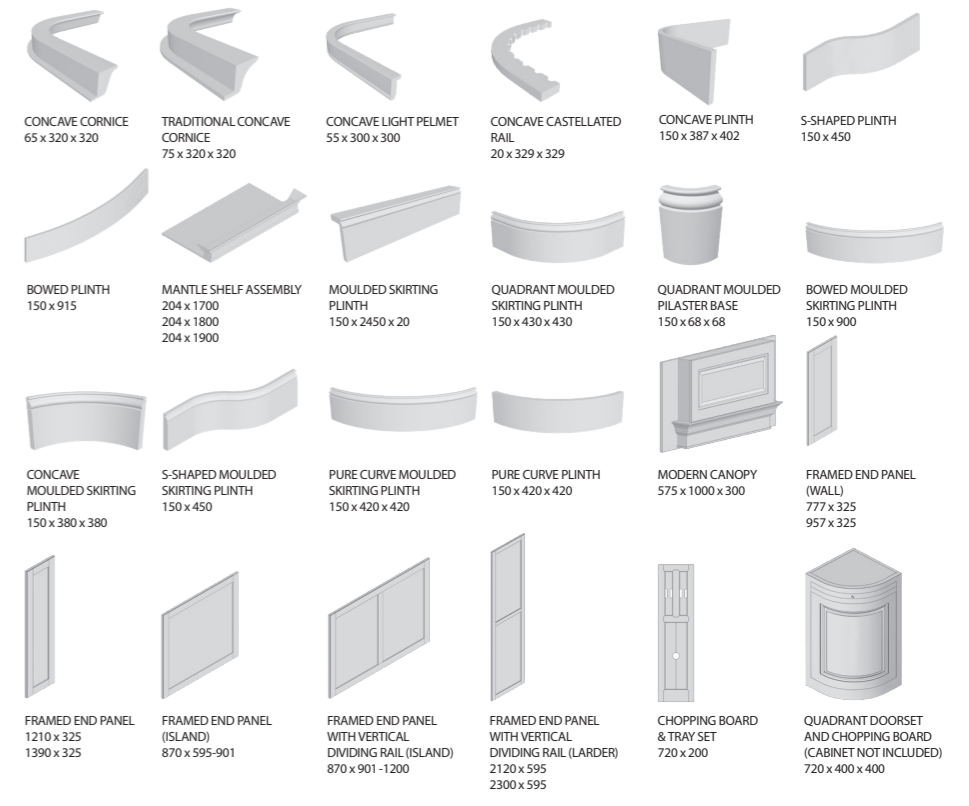 CONCAVE CORNICE
65 x 320 x 320
TRADITIONAL CONCAVE
CORNICE
75 x 320 x 320
CONCAVE LIGHT PELMET
55 x 300 x 300
CONCAVE CASTELLATED
RAIL
20 x 329 x 329
CONCAVE PLINTH
150 x 387 x 402
S-SHAPED PLINTH
150 x 450
BOWED PLINTH
150 x 915
MANTLE SHELF ASSEMBLY
204 x 1700
204 x 1800
204 x 1900
MOULDED SKIRTING
PLINTH
150 x 2450 x 20
QUADRANT MOULDED
SKIRTING PLINTH
150 x 430 x 430
QUADRANT MOULDED
PILASTER BASE
150 x 68 x 68
BOWED MOULDED
SKIRTING PLINTH
150 x 900
CONCAVE
MOULDED SKIRTING
PLINTH
150 x 380 x 380
S-SHAPED MOULDED
SKIRTING PLINTH
150 x 450
PURE CURVE MOULDED
SKIRTING PLINTH
150 x 420 x 420
PURE CURVE PLINTH
150 x 420 x 420
MODERN CANOPY
575 x 1000 x 300
FRAMED END PANEL
(WALL)
777 x 325
957 x 325
FRAMED END PANEL
1210 x 325
1390 x 325
FRAMED END PANEL
(ISLAND)
870 x 595-901
FRAMED END PANEL
WITH VERTICAL
DIVIDING RAIL (ISLAND)
870 x 901 -1200
FRAMED END PANEL
WITH VERTICAL
DIVIDING RAIL (LARDER)
2120 x 595
2300 x 595
CHOPPING BOARD
& TRAY SET
720 x 200
QUADRANT DOORSET
AND CHOPPING BOARD
(CABINET NOT INCLUDED)
720 x 400 x 400